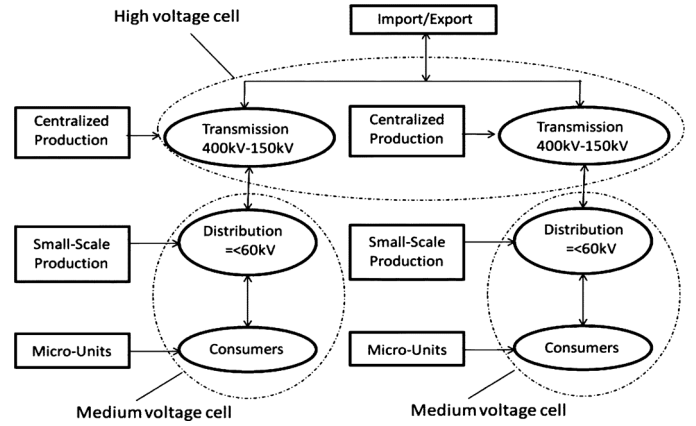 High voltage cell
Import/Export
Centralized
Production
Transmission
400kV-150kV
Centralized
Production
Transmission
400kV-150kV
Small-Scale
Production
Distribution
=<60kV
Small-Scale
Production
Distribution
=<60kV
Micro-Units
Consumers
Micro-Units
Consumers
Medium voltage cell
Medium voltage cell